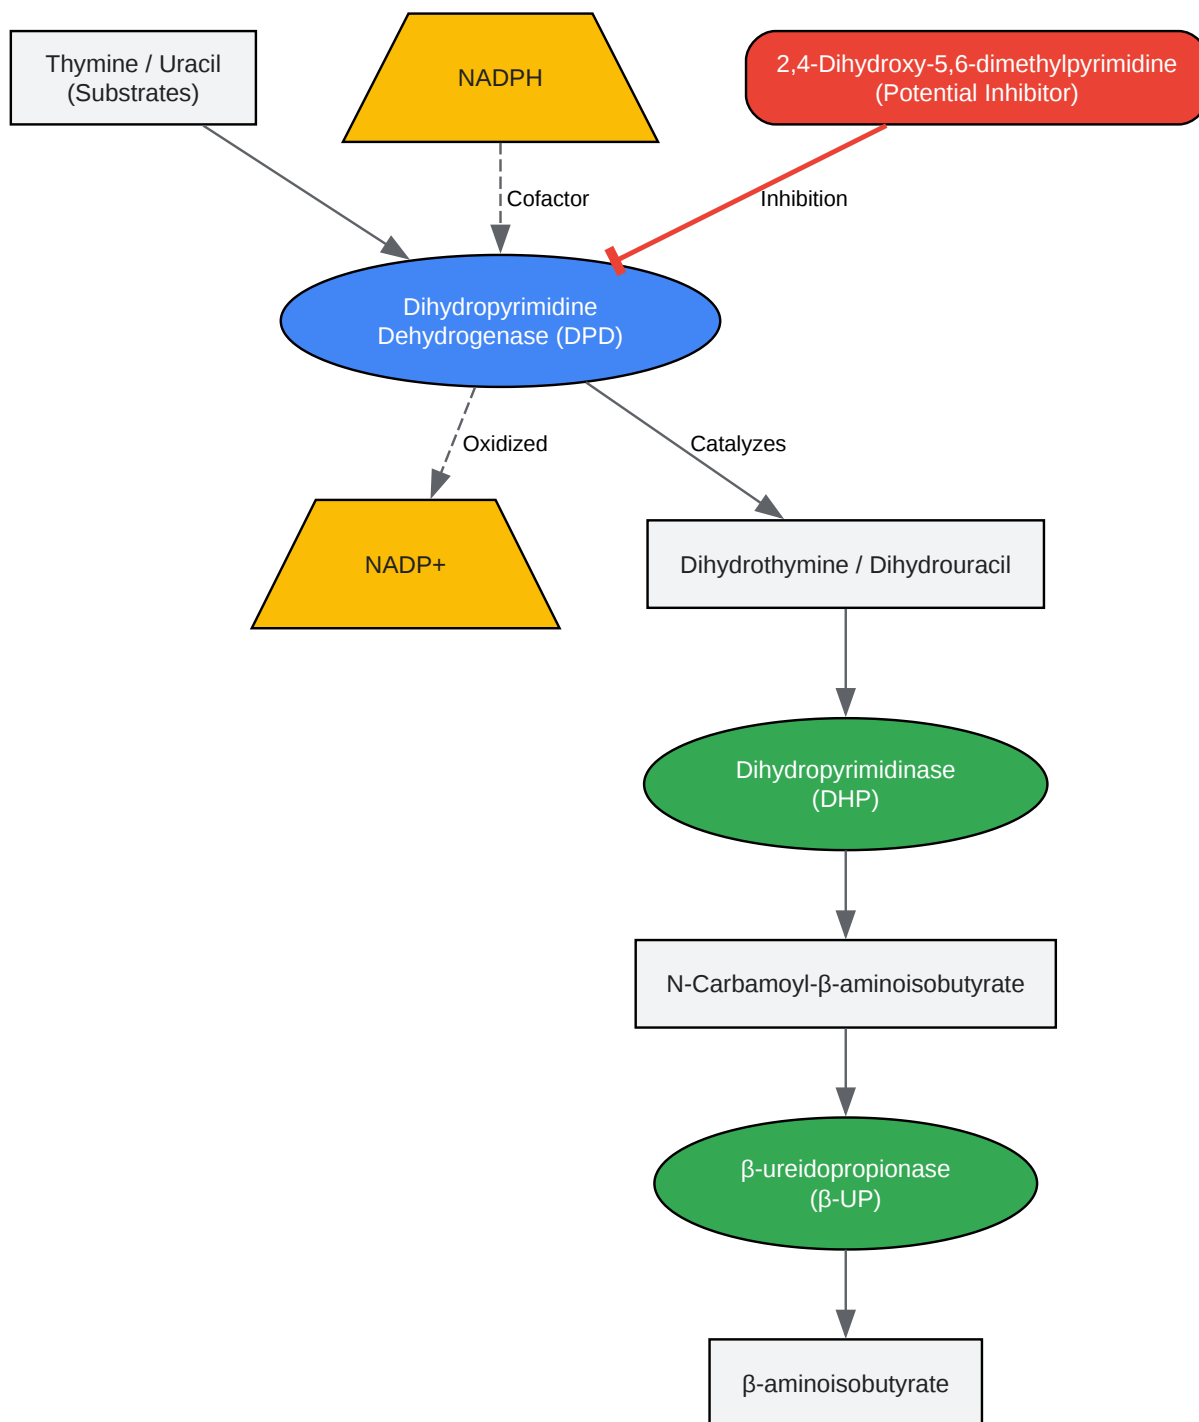 Thymine / Uracil
(Substrates)
NADPH
2,4-Dihydroxy-5,6-dimethylpyrimidine
(Potential Inhibitor)
Cofactor
Inhibition
Dihydropyrimidine
Dehydrogenase (DPD)
Oxidized
Catalyzes
NADP+
Dihydrothymine / Dihydrouracil
Dihydropyrimidinase
(DHP)
N-Carbamoyl-β-aminoisobutyrate
β-ureidopropionase
(β-UP)
β-aminoisobutyrate